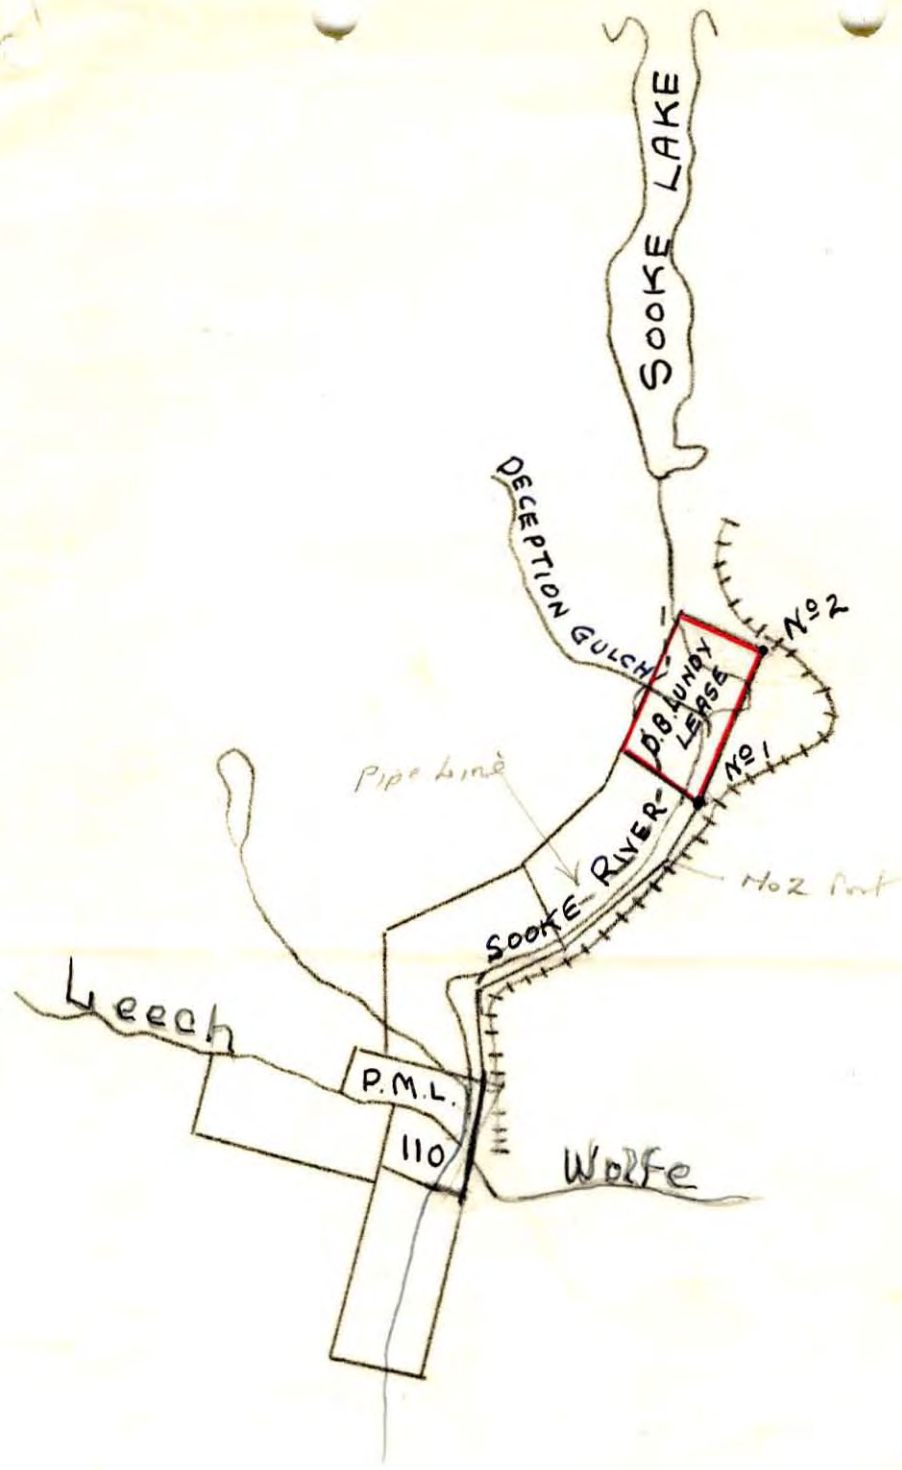 SOOKE LAKE
DECEPTION GULCH
Nº 2
D.B. LUNDY
LEASE
Nº 1
Pipe Line
SOOKE - RIVER -
No 2 Post
Leech
P.M.L.
110
Wolfe